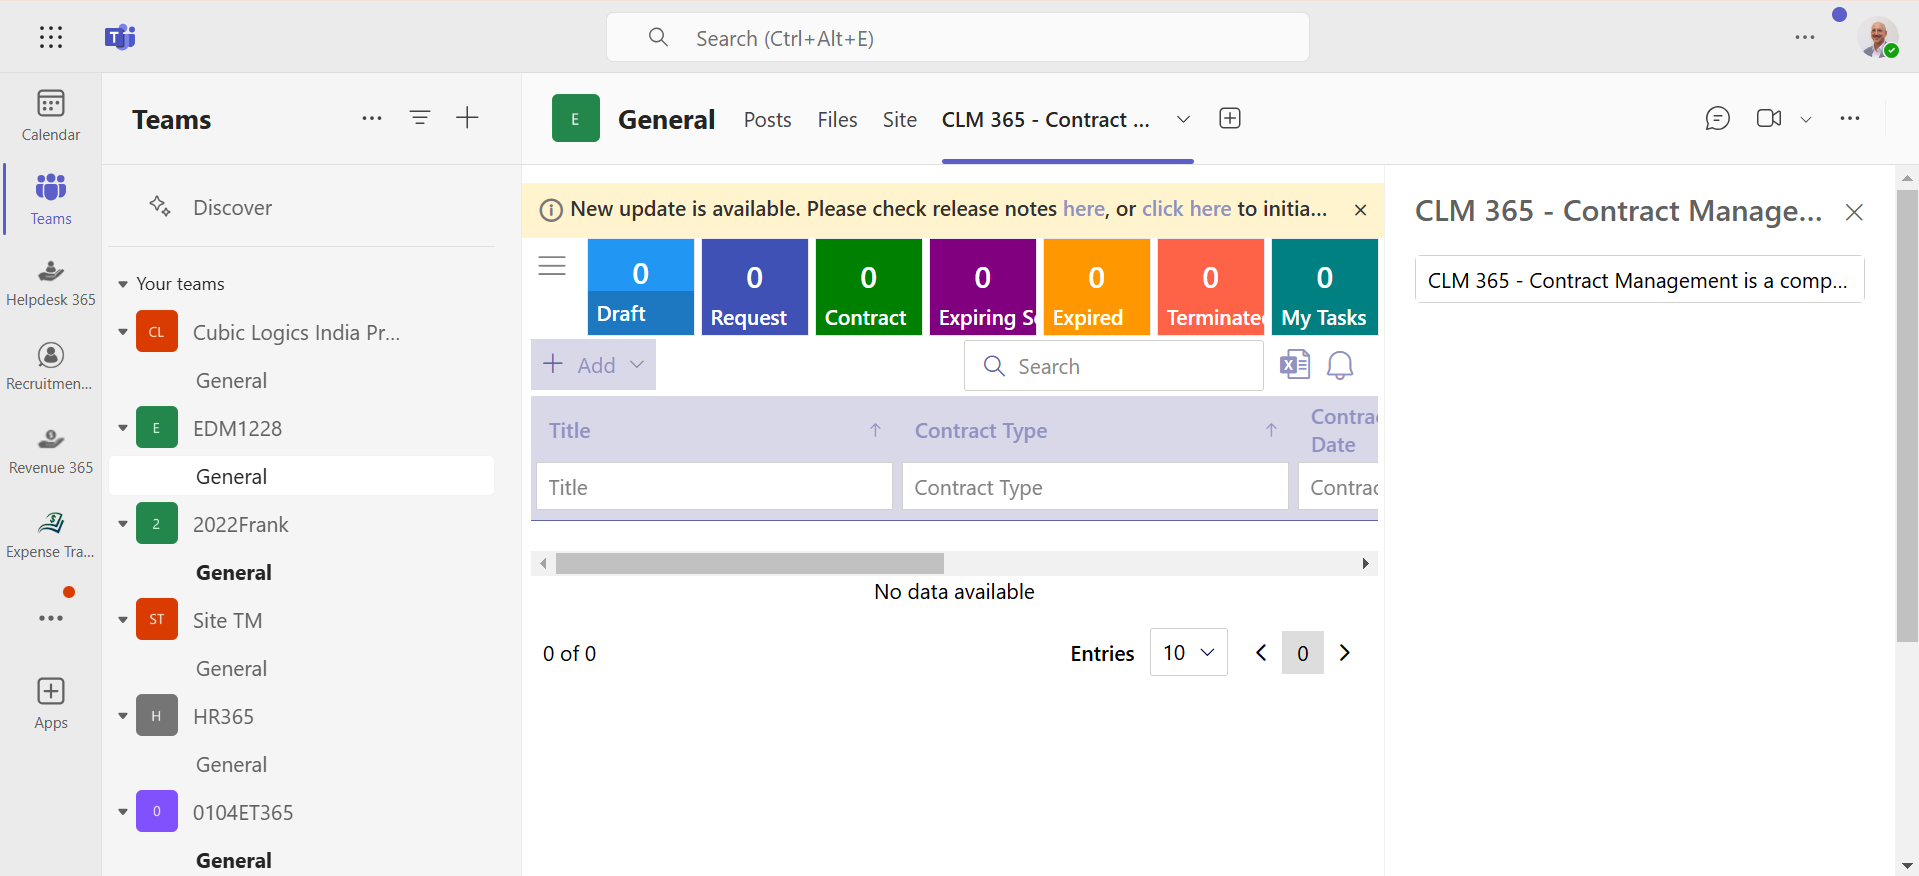 Search (Ctrl+Alt+E)
Calendar
Teams
Helpdesk 365
Recruitmen...
Revenue 365
Expense Tra...
Apps
Teams
Discover
Your teams
CL Cubic Logics India Pr...
General
E EDM1228
General
2 2022Frank
General
ST Site TM
General
H HR365
General
0 0104ET365
General
E General Posts Files Site CLM 365 - Contract ...
New update is available. Please check release notes here, or click here to initia...
0 Draft
0 Request
0 Contract
0 Expiring S
0 Expired
0 Terminate
0 My Tasks
Add
Search
Title Contract Type Contra
Date
Title Contract Type Contrac
No data available
0 of 0 Entries 10 0
CLM 365 - Contract Manage...
CLM 365 - Contract Management is a comp...